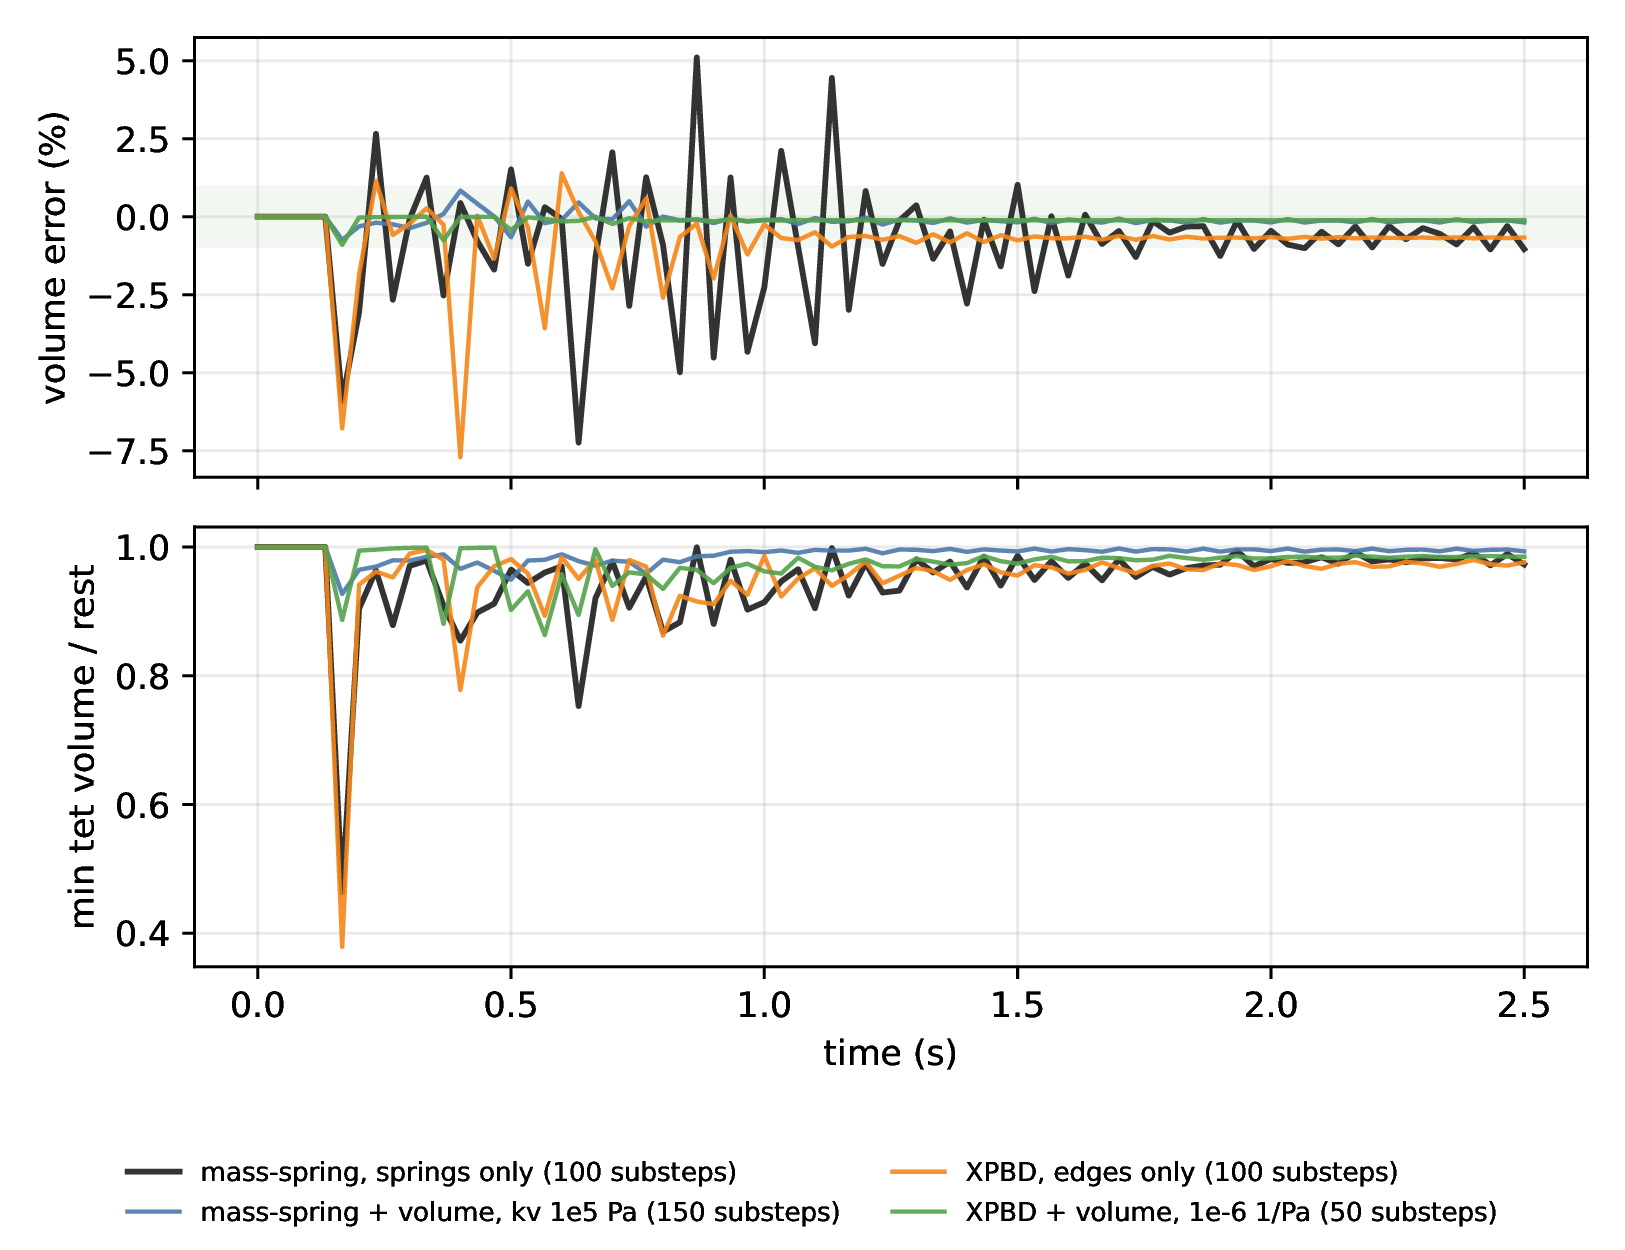 5.0
2.5
0.0
−2.5
−5.0
−7.5
volume error (%)
1.0
0.8
0.6
0.4
min tet volume / rest
0.0 0.5 1.0 1.5 2.0 2.5
time (s)
mass-spring, springs only (100 substeps)
mass-spring + volume, kv 1e5 Pa (150 substeps)
XPBD, edges only (100 substeps)
XPBD + volume, 1e-6 1/Pa (50 substeps)